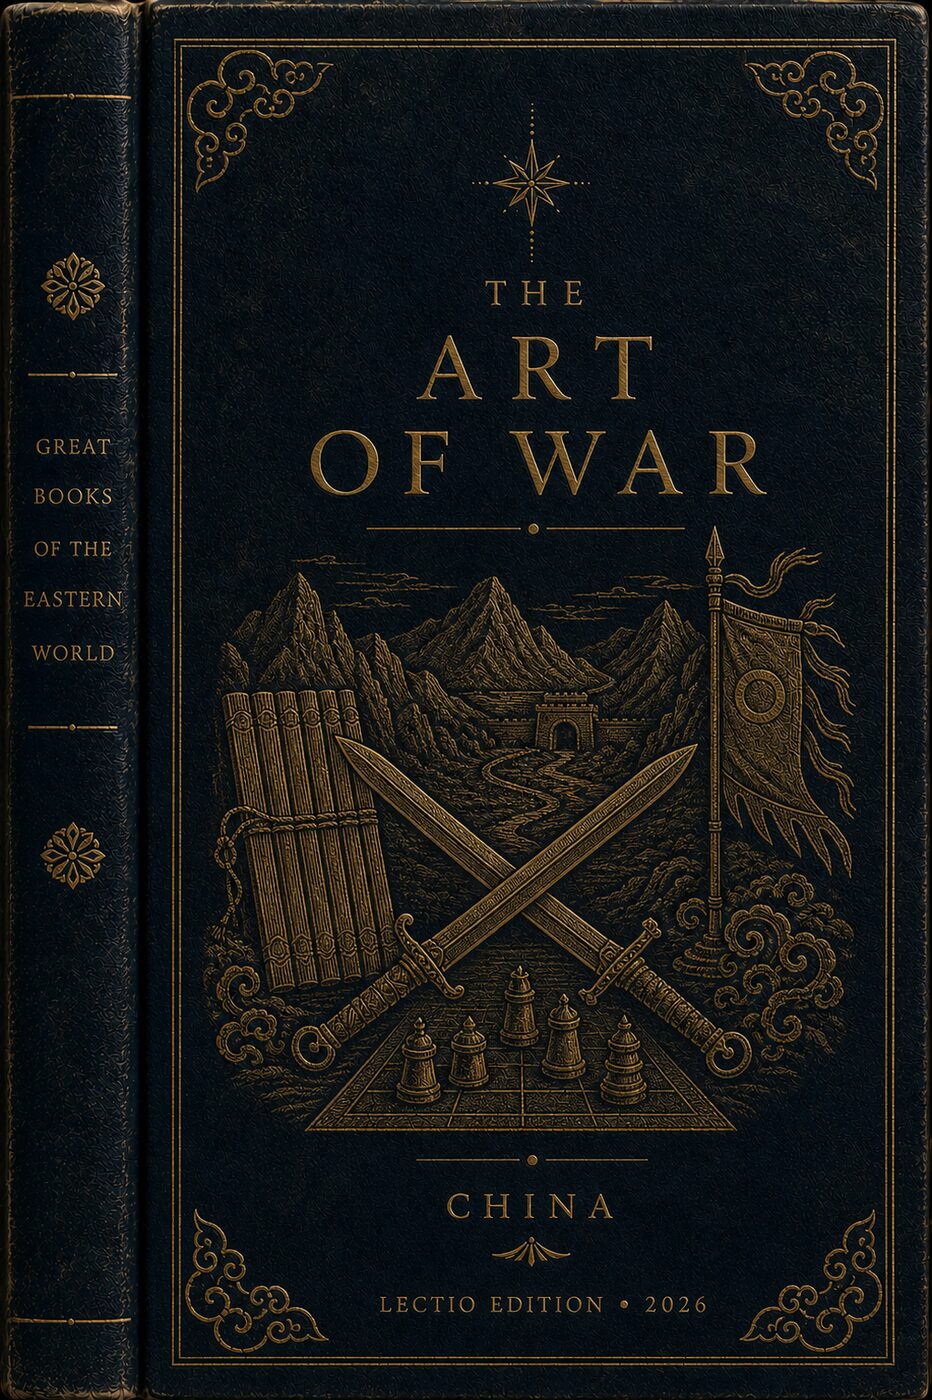 GREAT
BOOKS
OF THE
EASTERN
WORLD
THE
ART
OF WAR
CHINA
LECTIO EDITION • 2026